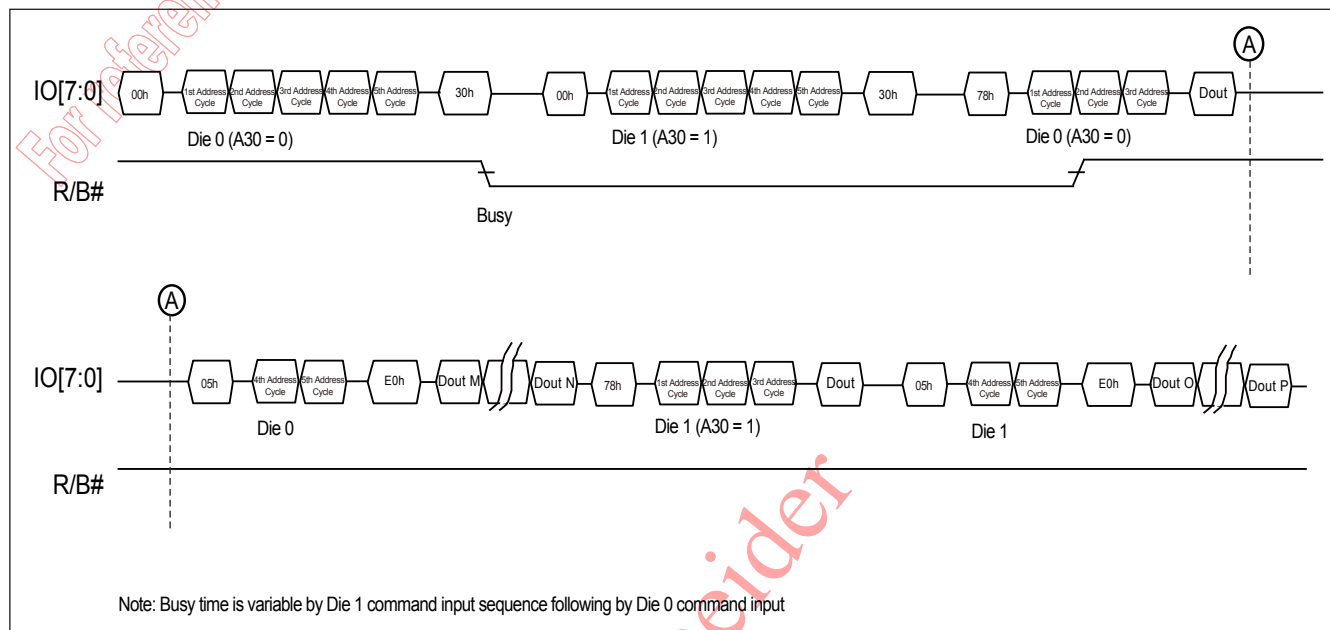 For referen
A
IO[7:0] 00h 1st Address Cycle 2nd Address Cycle 3rd Address Cycle 4th Address Cycle 5th Address Cycle 30h 00h 1st Address Cycle 2nd Address Cycle 3rd Address Cycle 4th Address Cycle 5th Address Cycle 30h 78h 1st Address Cycle 2nd Address Cycle 3rd Address Cycle Dout
Die 0 (A30 = 0) Die 1 (A30 = 1) Die 0 (A30 = 0)
R/B#
Busy
A
IO[7:0] 05h 4th Address Cycle 5th Address Cycle E0h Dout M Dout N 78h 1st Address Cycle 2nd Address Cycle 3rd Address Cycle Dout 05h 4th Address Cycle 5th Address Cycle E0h Dout O Dout P
Die 0 Die 1 (A30 = 1) Die 1
R/B#
eider
Note: Busy time is variable by Die 1 command input sequence following by Die 0 command input